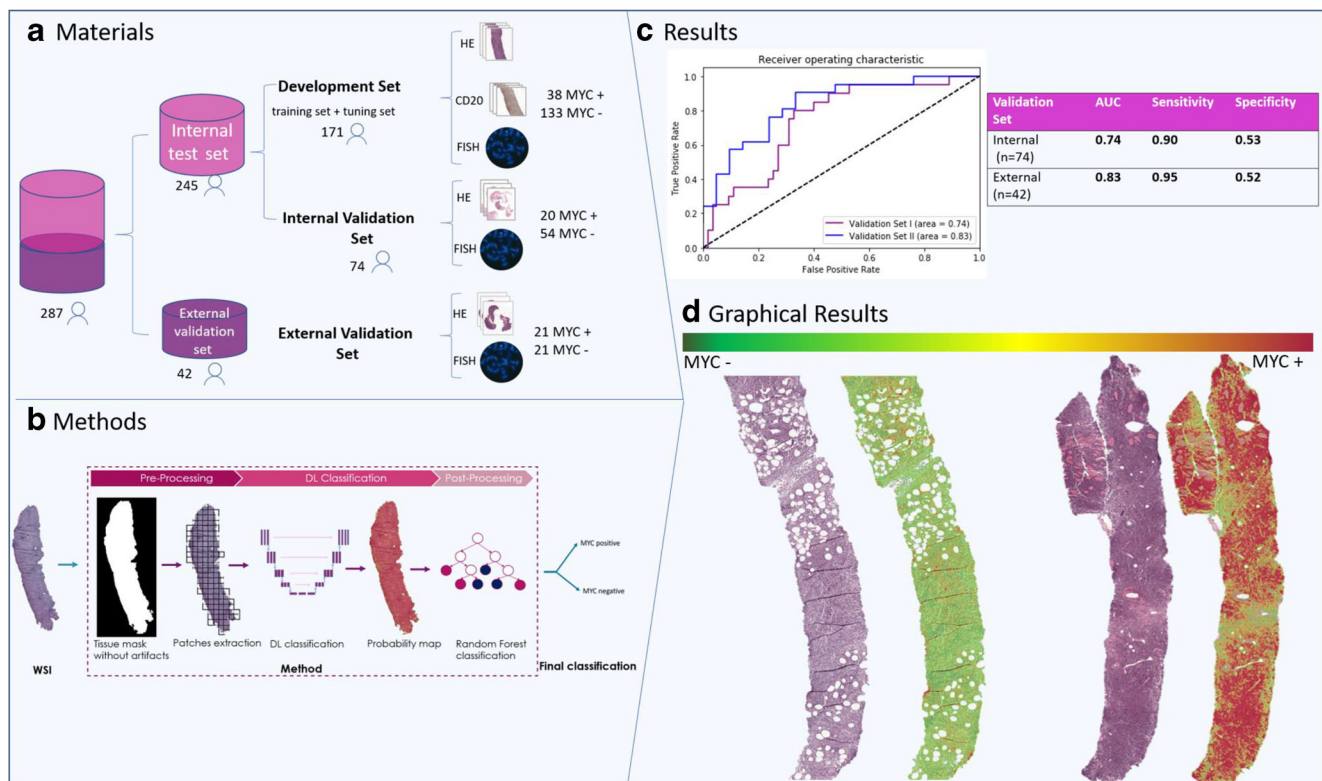 a Materials
287
Internal
test set
245
External
validation
set
42
Development Set
training set + tuning set
171
HE
CD20
FISH
38 MYC +
133 MYC -
Internal Validation
Set
74
HE
FISH
20 MYC +
54 MYC -
External Validation
Set
HE
FISH
21 MYC +
21 MYC -
b Methods
Pre-Processing
DL Classification
Post-Processing
MYC positive
MYC negative
Tissue mask
without artifacts
Patches extraction
DL classification
Probability map
Random Forest
classification
WSI
Method
Final classification
c Results
Receiver operating characteristic
True Positive Rate
1.0
0.8
0.6
0.4
0.2
0.0
0.0
0.2
0.4
0.6
0.8
1.0
False Positive Rate
Validation Set I (area = 0.74)
Validation Set II (area = 0.83)
Validation Set AUC Sensitivity Specificity
Internal (n=74) 0.74 0.90 0.53
External (n=42) 0.83 0.95 0.52
d Graphical Results
MYC -
MYC +